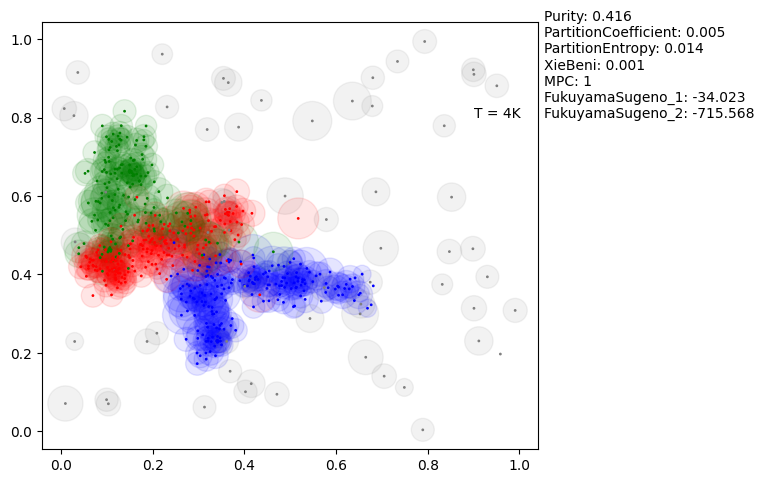 Purity: 0.416
PartitionCoefficient: 0.005
PartitionEntropy: 0.014
XieBeni: 0.001
MPC: 1
FukuyamaSugeno_1: -34.023
FukuyamaSugeno_2: -715.568
T = 4K
1.0
0.8
0.6
0.4
0.2
0.0
0.0 0.2 0.4 0.6 0.8 1.0